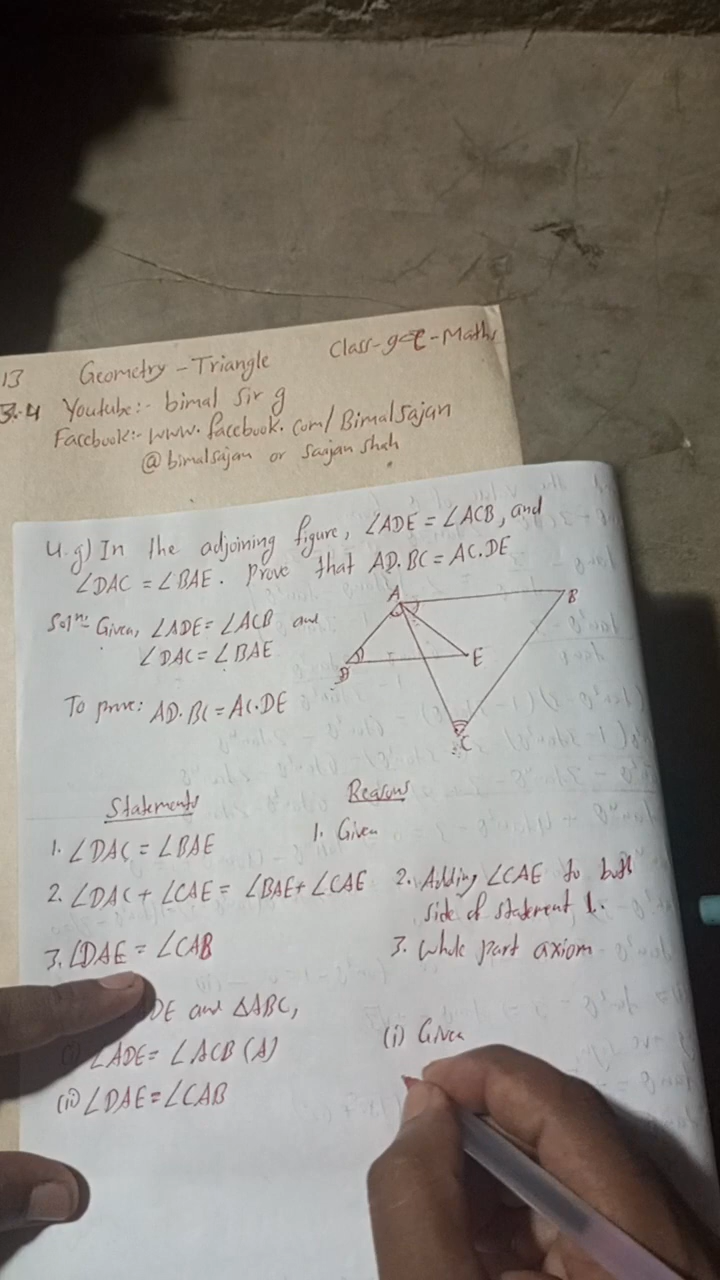 13 Geometry - Triangle Class-9 - Maths
3.4 Youtube:- bimal sir g
Facebook:- www.facebook.com/Bimalsajan
@bimalsajan or sajan shah
4.g) In the adjoining figure, ∠ADE = ∠ACB, and
∠DAC = ∠BAE. Prove that AD.BC = AC.DE
Solⁿ:- Given, ∠ADE = ∠ACB and
∠DAC = ∠BAE
To prove: AD.BC = AC.DE
A
B
D
E
C
Statements Reasons
1. ∠DAC = ∠BAE 1. Given
2. ∠DAC + ∠CAE = ∠BAE + ∠CAE 2. Adding ∠CAE to both
side of statement 1.
3. ∠DAE = ∠CAB 3. Whole part axiom
DE and ΔABC,
∠ADE = ∠ACB (A) (i) Given
(ii) ∠DAE = ∠CAB